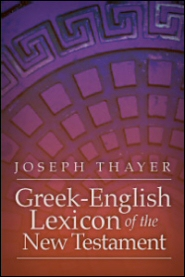 JOSEPH THAYER
Greek-English
Lexicon of the
New Testament